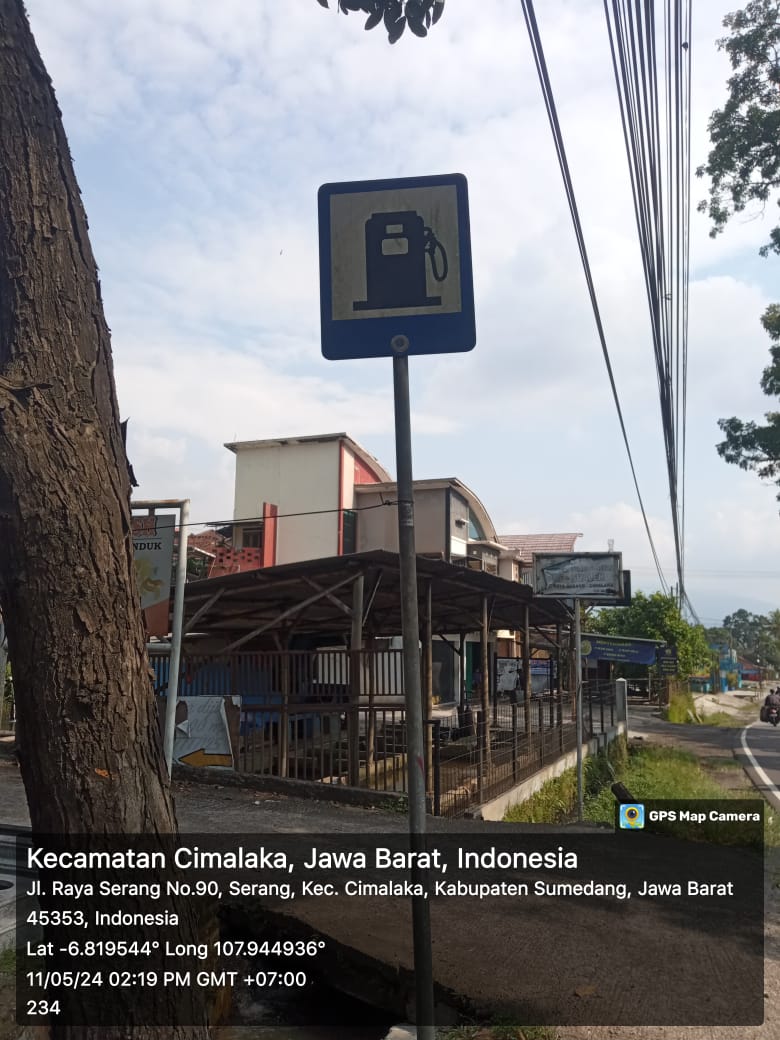 NDUK
GPS Map Camera
Kecamatan Cimalaka, Jawa Barat, Indonesia
Jl. Raya Serang No.90, Serang, Kec. Cimalaka, Kabupaten Sumedang, Jawa Barat
45353, Indonesia
Lat -6.819544° Long 107.944936°
11/05/24 02:19 PM GMT +07:00
234